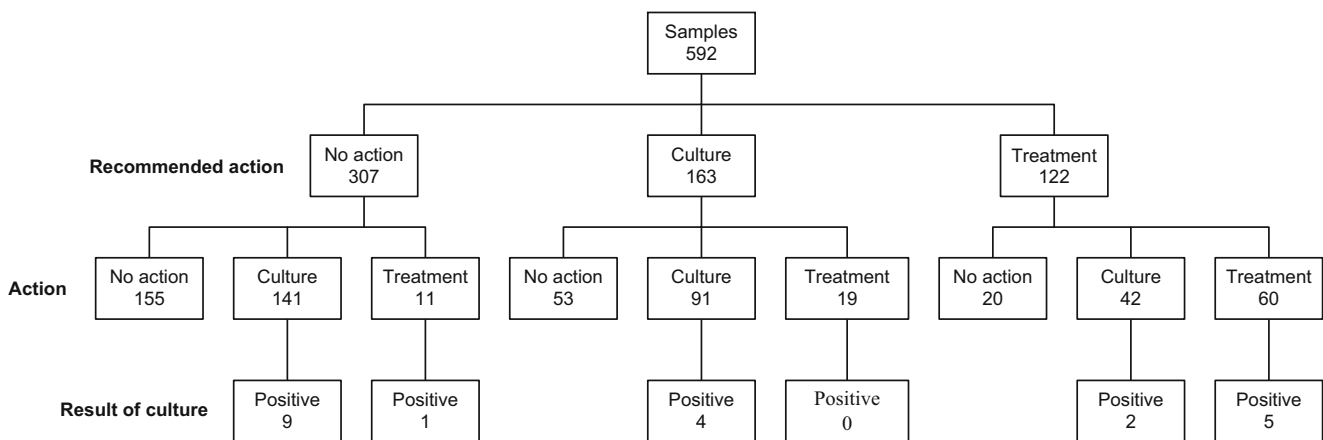 Samples
592
Recommended action
No action
307
Culture
163
Treatment
122
Action
No action
155
Culture
141
Treatment
11
No action
53
Culture
91
Treatment
19
No action
20
Culture
42
Treatment
60
Result of culture
Positive
9
Positive
1
Positive
4
Positive
0
Positive
2
Positive
5